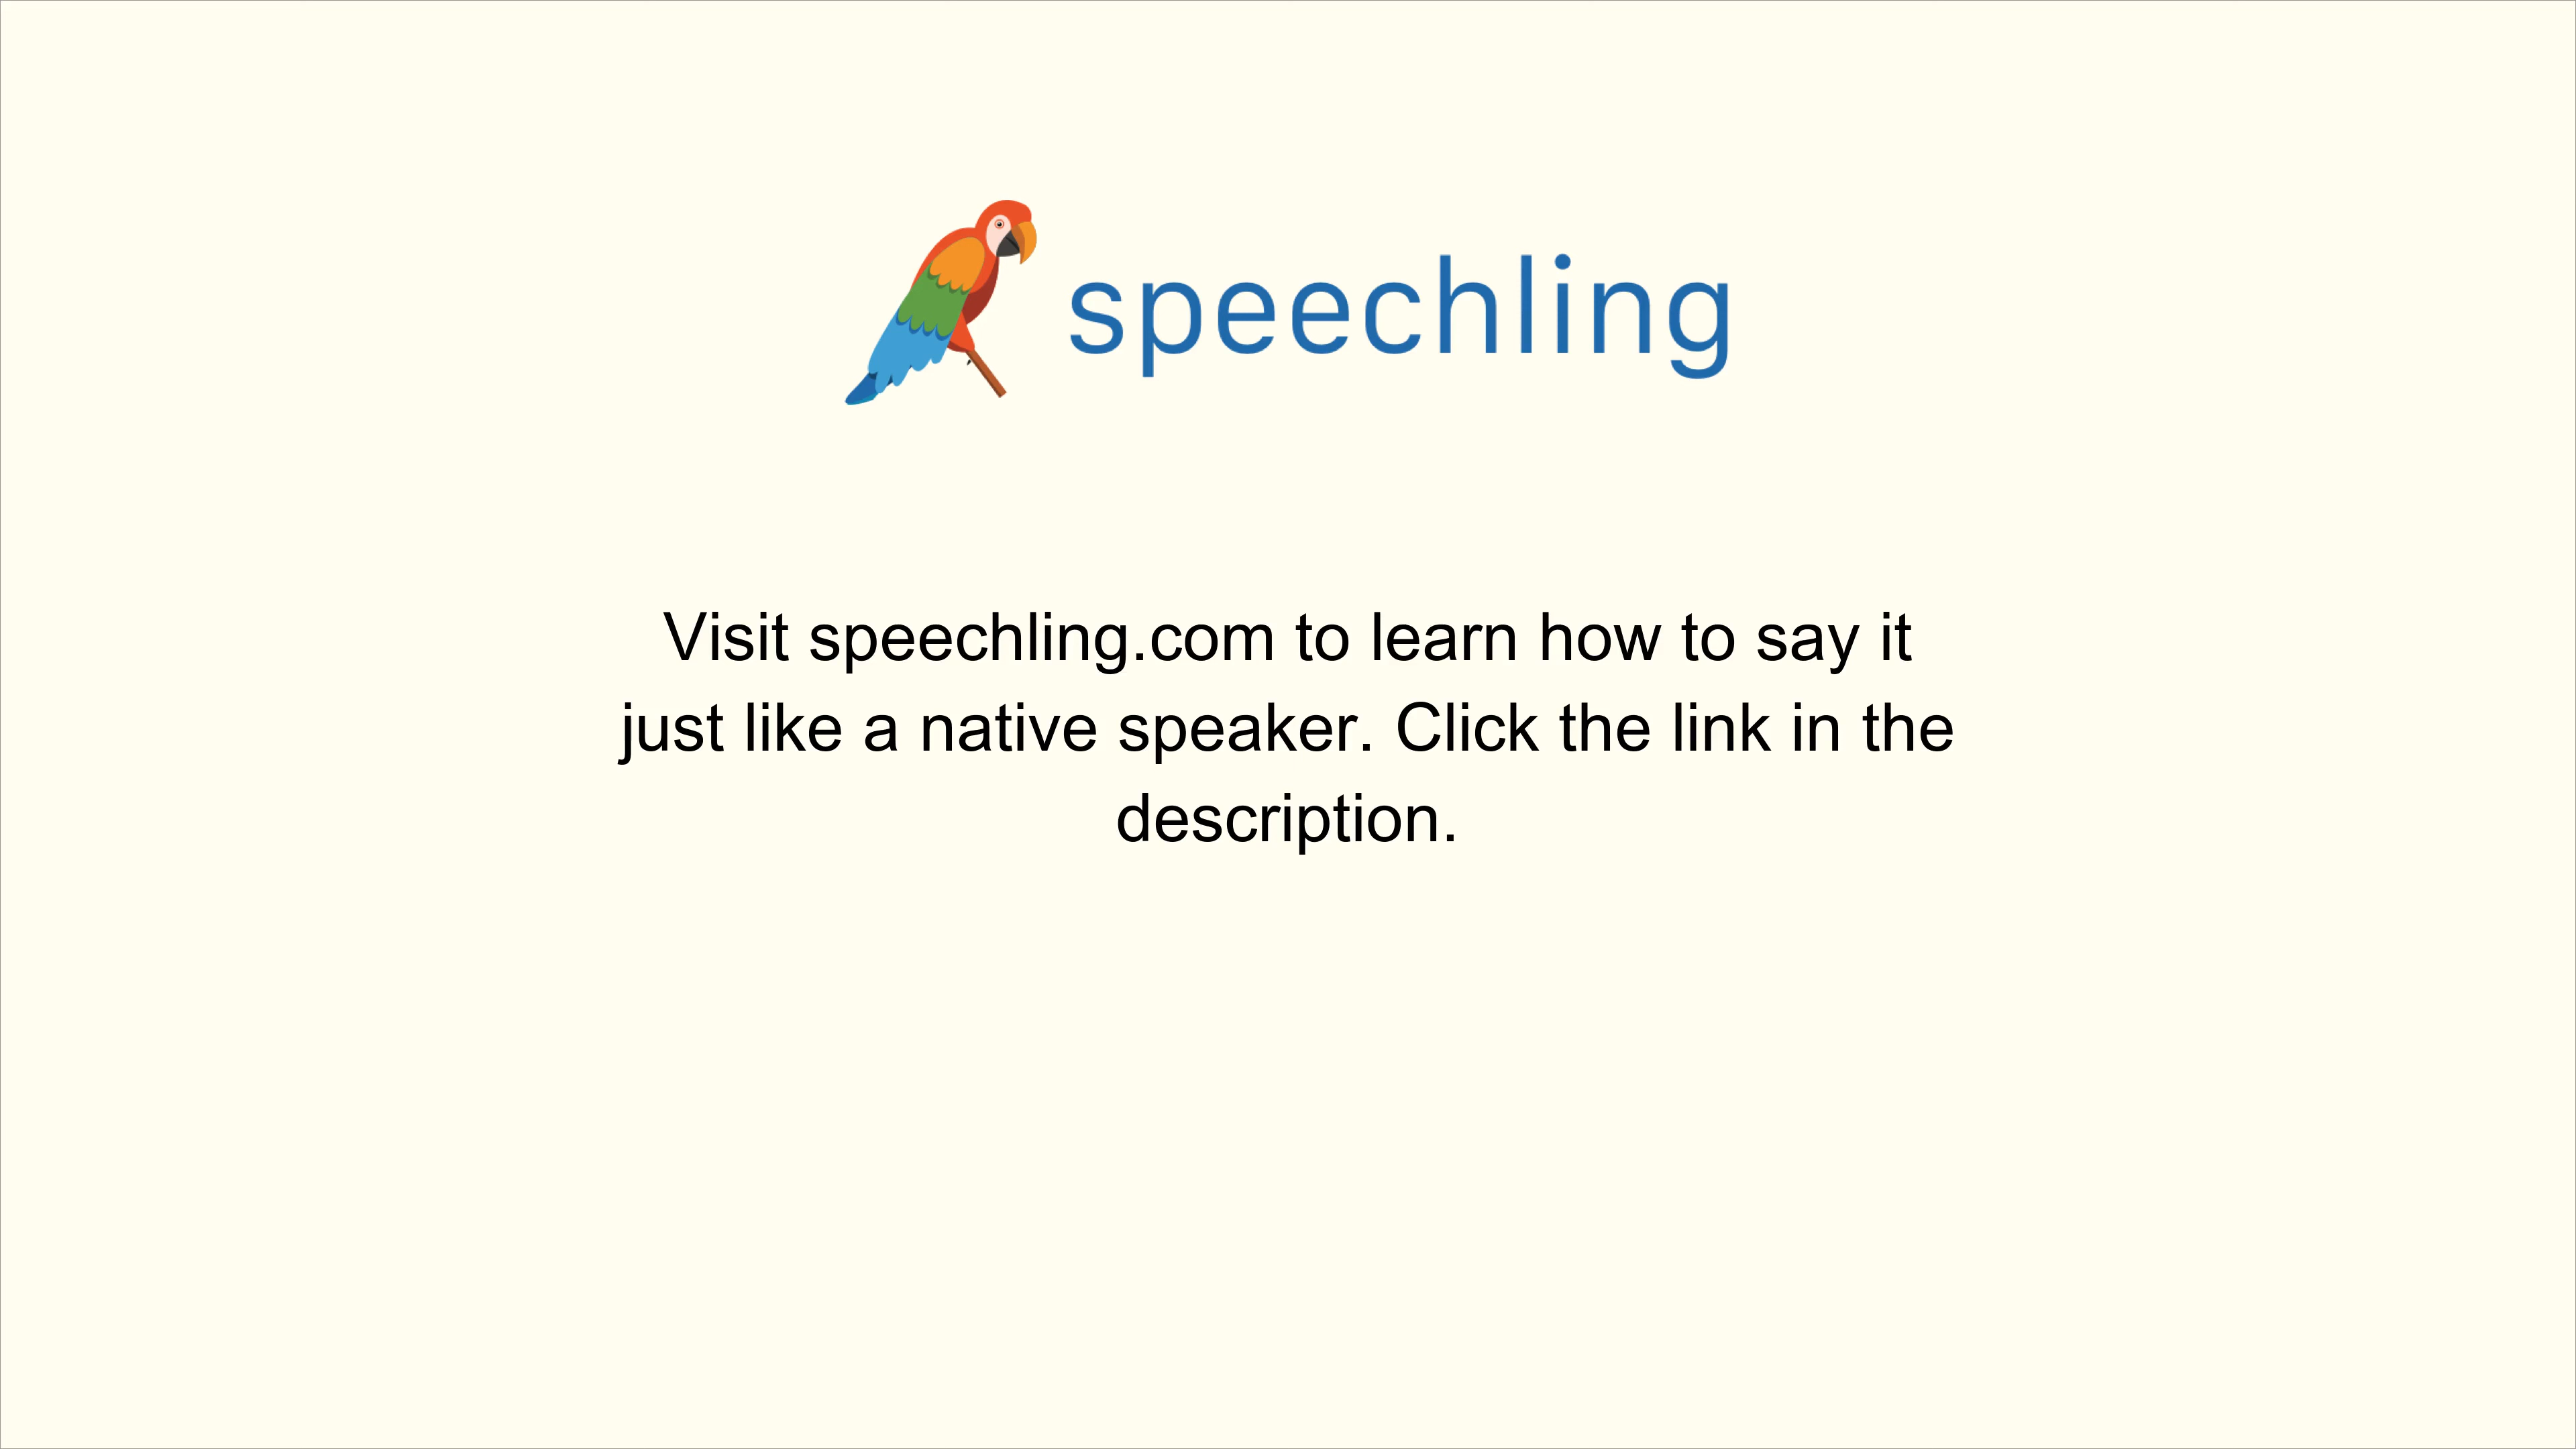 speechling
Visit speechling.com to learn how to say it
just like a native speaker. Click the link in the
description.